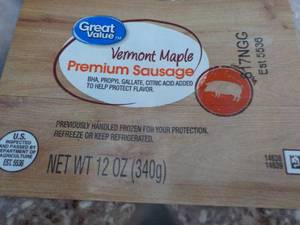 Great
Value™
Vermont Maple
Premium Sausage
BHA, PROPYL GALLATE, CITRIC ACID ADDED
TO HELP PROTECT FLAVOR.
17NGG
Est 5536
PREVIOUSLY HANDLED FROZEN FOR YOUR PROTECTION.
REFREEZE OR KEEP REFRIGERATED.
U.S.
INSPECTED
AND PASSED BY
DEPARTMENT OF
AGRICULTURE
EST. 5536
NET WT 12 OZ (340g)